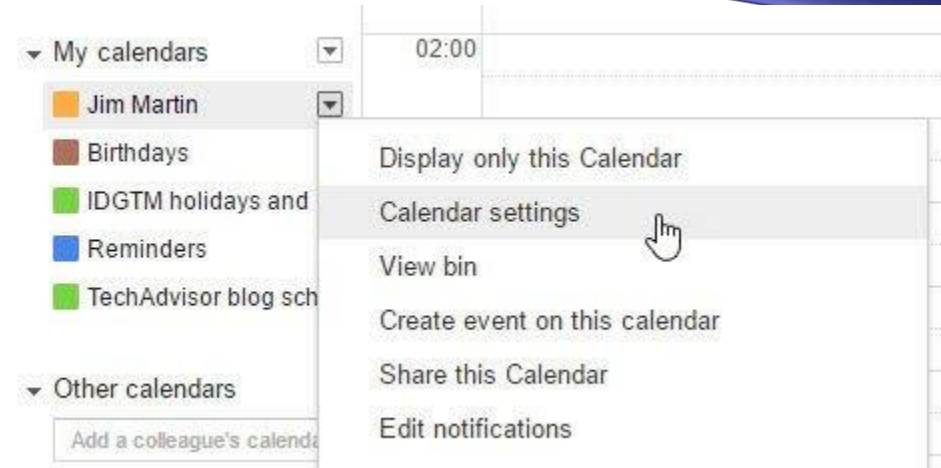 My calendars
02:00
Jim Martin
Birthdays
IDGTM holidays and
Reminders
TechAdvisor blog sch
Other calendars
Add a colleague's calenda
Display only this Calendar
Calendar settings
View bin
Create event on this calendar
Share this Calendar
Edit notifications